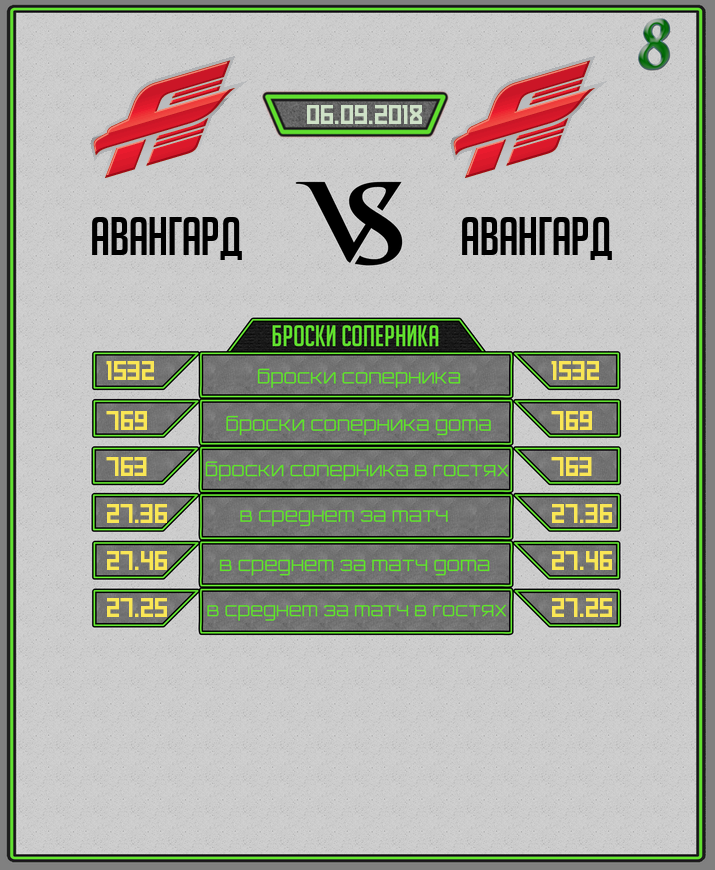 8
06.09.2018
АВАНГАРД VS АВАНГАРД
БРОСКИ СОПЕРНИКА
1532 Броски соперника 1532
769 Броски соперника дома 769
763 Броски соперника в гостях 763
27.36 в среднем за матч 27.36
27.46 в среднем за матч дома 27.46
27.25 в среднем за матч в гостях 27.25